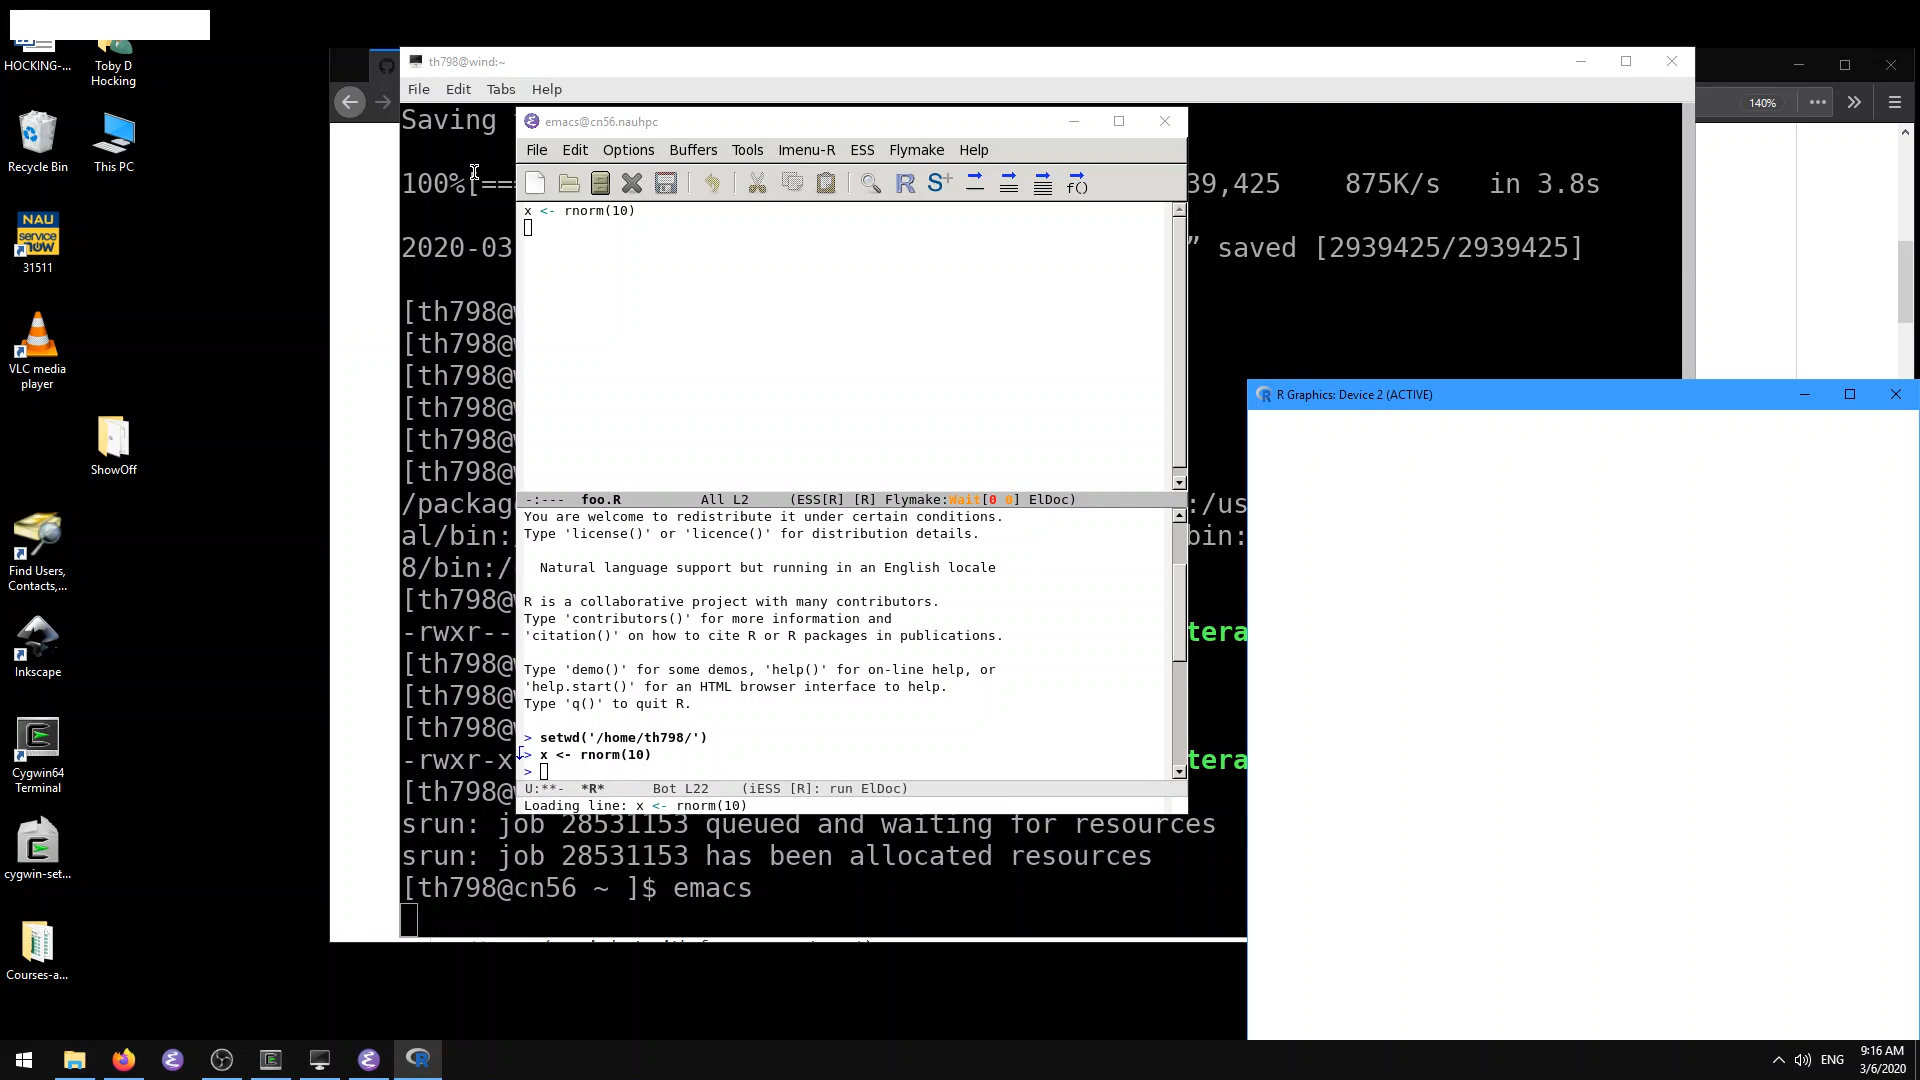 HOCKING-...
Toby D
Hocking
Recycle Bin
This PC
NAU
service
now
31511
VLC media
player
ShowOff
Find Users,
Contacts,...
Inkscape
Cygwin64
Terminal
cygwin-set...
Courses-a...
140%
th798@wind:~
File Edit Tabs Help
Saving
100%[== 39,425 875K/s in 3.8s
2020-03 ” saved [2939425/2939425]
[th798@
[th798@
[th798@
[th798@
[th798@
[th798@
/packag :/us
al/bin: bin:
8/bin:/
[th798@
-rwxr-- tera
[th798@
[th798@
[th798@
-rwxr-x tera
[th798@
srun: job 28531153 queued and waiting for resources
srun: job 28531153 has been allocated resources
[th798@cn56 ~ ]$ emacs
emacs@cn56.nauhpc
File Edit Options Buffers Tools Imenu-R ESS Flymake Help
R S+ f()
x <- rnorm(10)
-:--- foo.R All L2 (ESS[R] [R] Flymake:Wait[0 0] ElDoc)
You are welcome to redistribute it under certain conditions.
Type 'license()' or 'licence()' for distribution details.
Natural language support but running in an English locale
R is a collaborative project with many contributors.
Type 'contributors()' for more information and
'citation()' on how to cite R or R packages in publications.
Type 'demo()' for some demos, 'help()' for on-line help, or
'help.start()' for an HTML browser interface to help.
Type 'q()' to quit R.
> setwd('/home/th798/')
> x <- rnorm(10)
>
U:**- *R* Bot L22 (iESS [R]: run ElDoc)
Loading line: x <- rnorm(10)
R Graphics: Device 2 (ACTIVE)
ENG
9:16 AM
3/6/2020